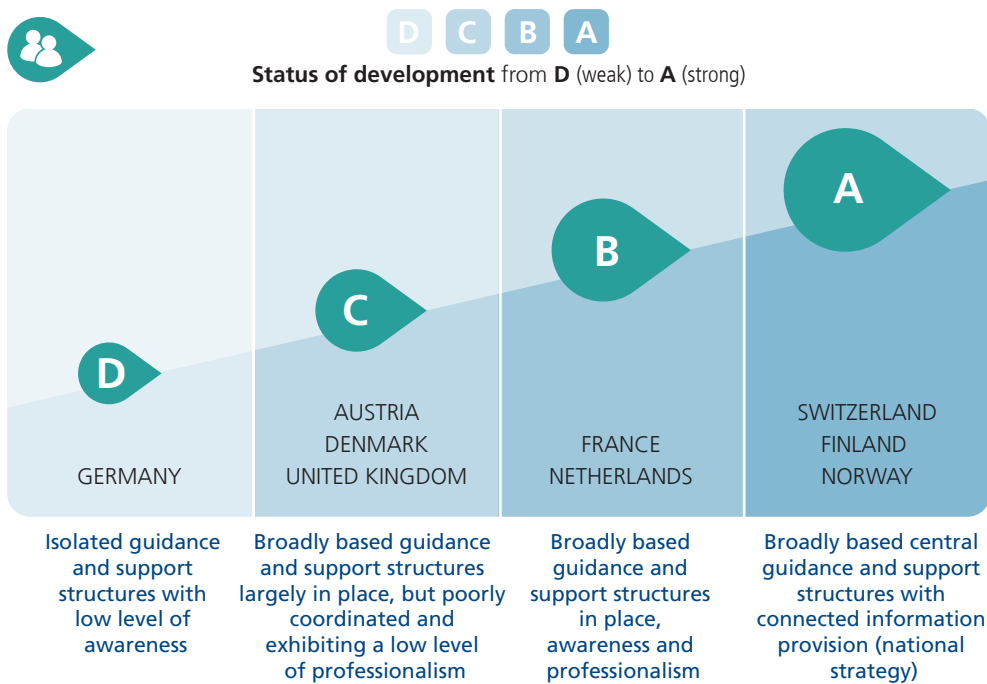 D C B A
Status of development from D (weak) to A (strong)
D
GERMANY
Isolated guidance
and support
structures with
low level of
awareness
C
AUSTRIA
DENMARK
UNITED KINGDOM
Broadly based guidance
and support structures
largely in place, but poorly
coordinated and
exhibiting a low level
of professionalism
B
FRANCE
NETHERLANDS
Broadly based
guidance and
support structures
in place,
awareness and
professionalism
A
SWITZERLAND
FINLAND
NORWAY
Broadly based central
guidance and support
structures with
connected information
provision (national
strategy)